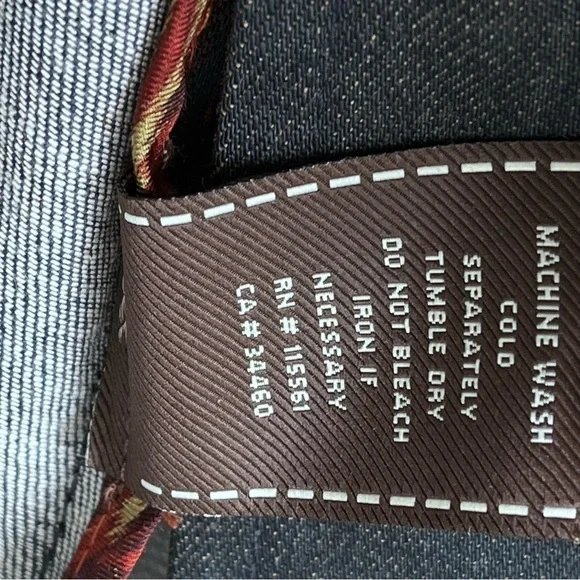 MACHINE WASH
COLD
SEPARATELY
TUMBLE DRY
DO NOT BLEACH
IRON IF
NECESSARY
RN # 115561
CA # 34460